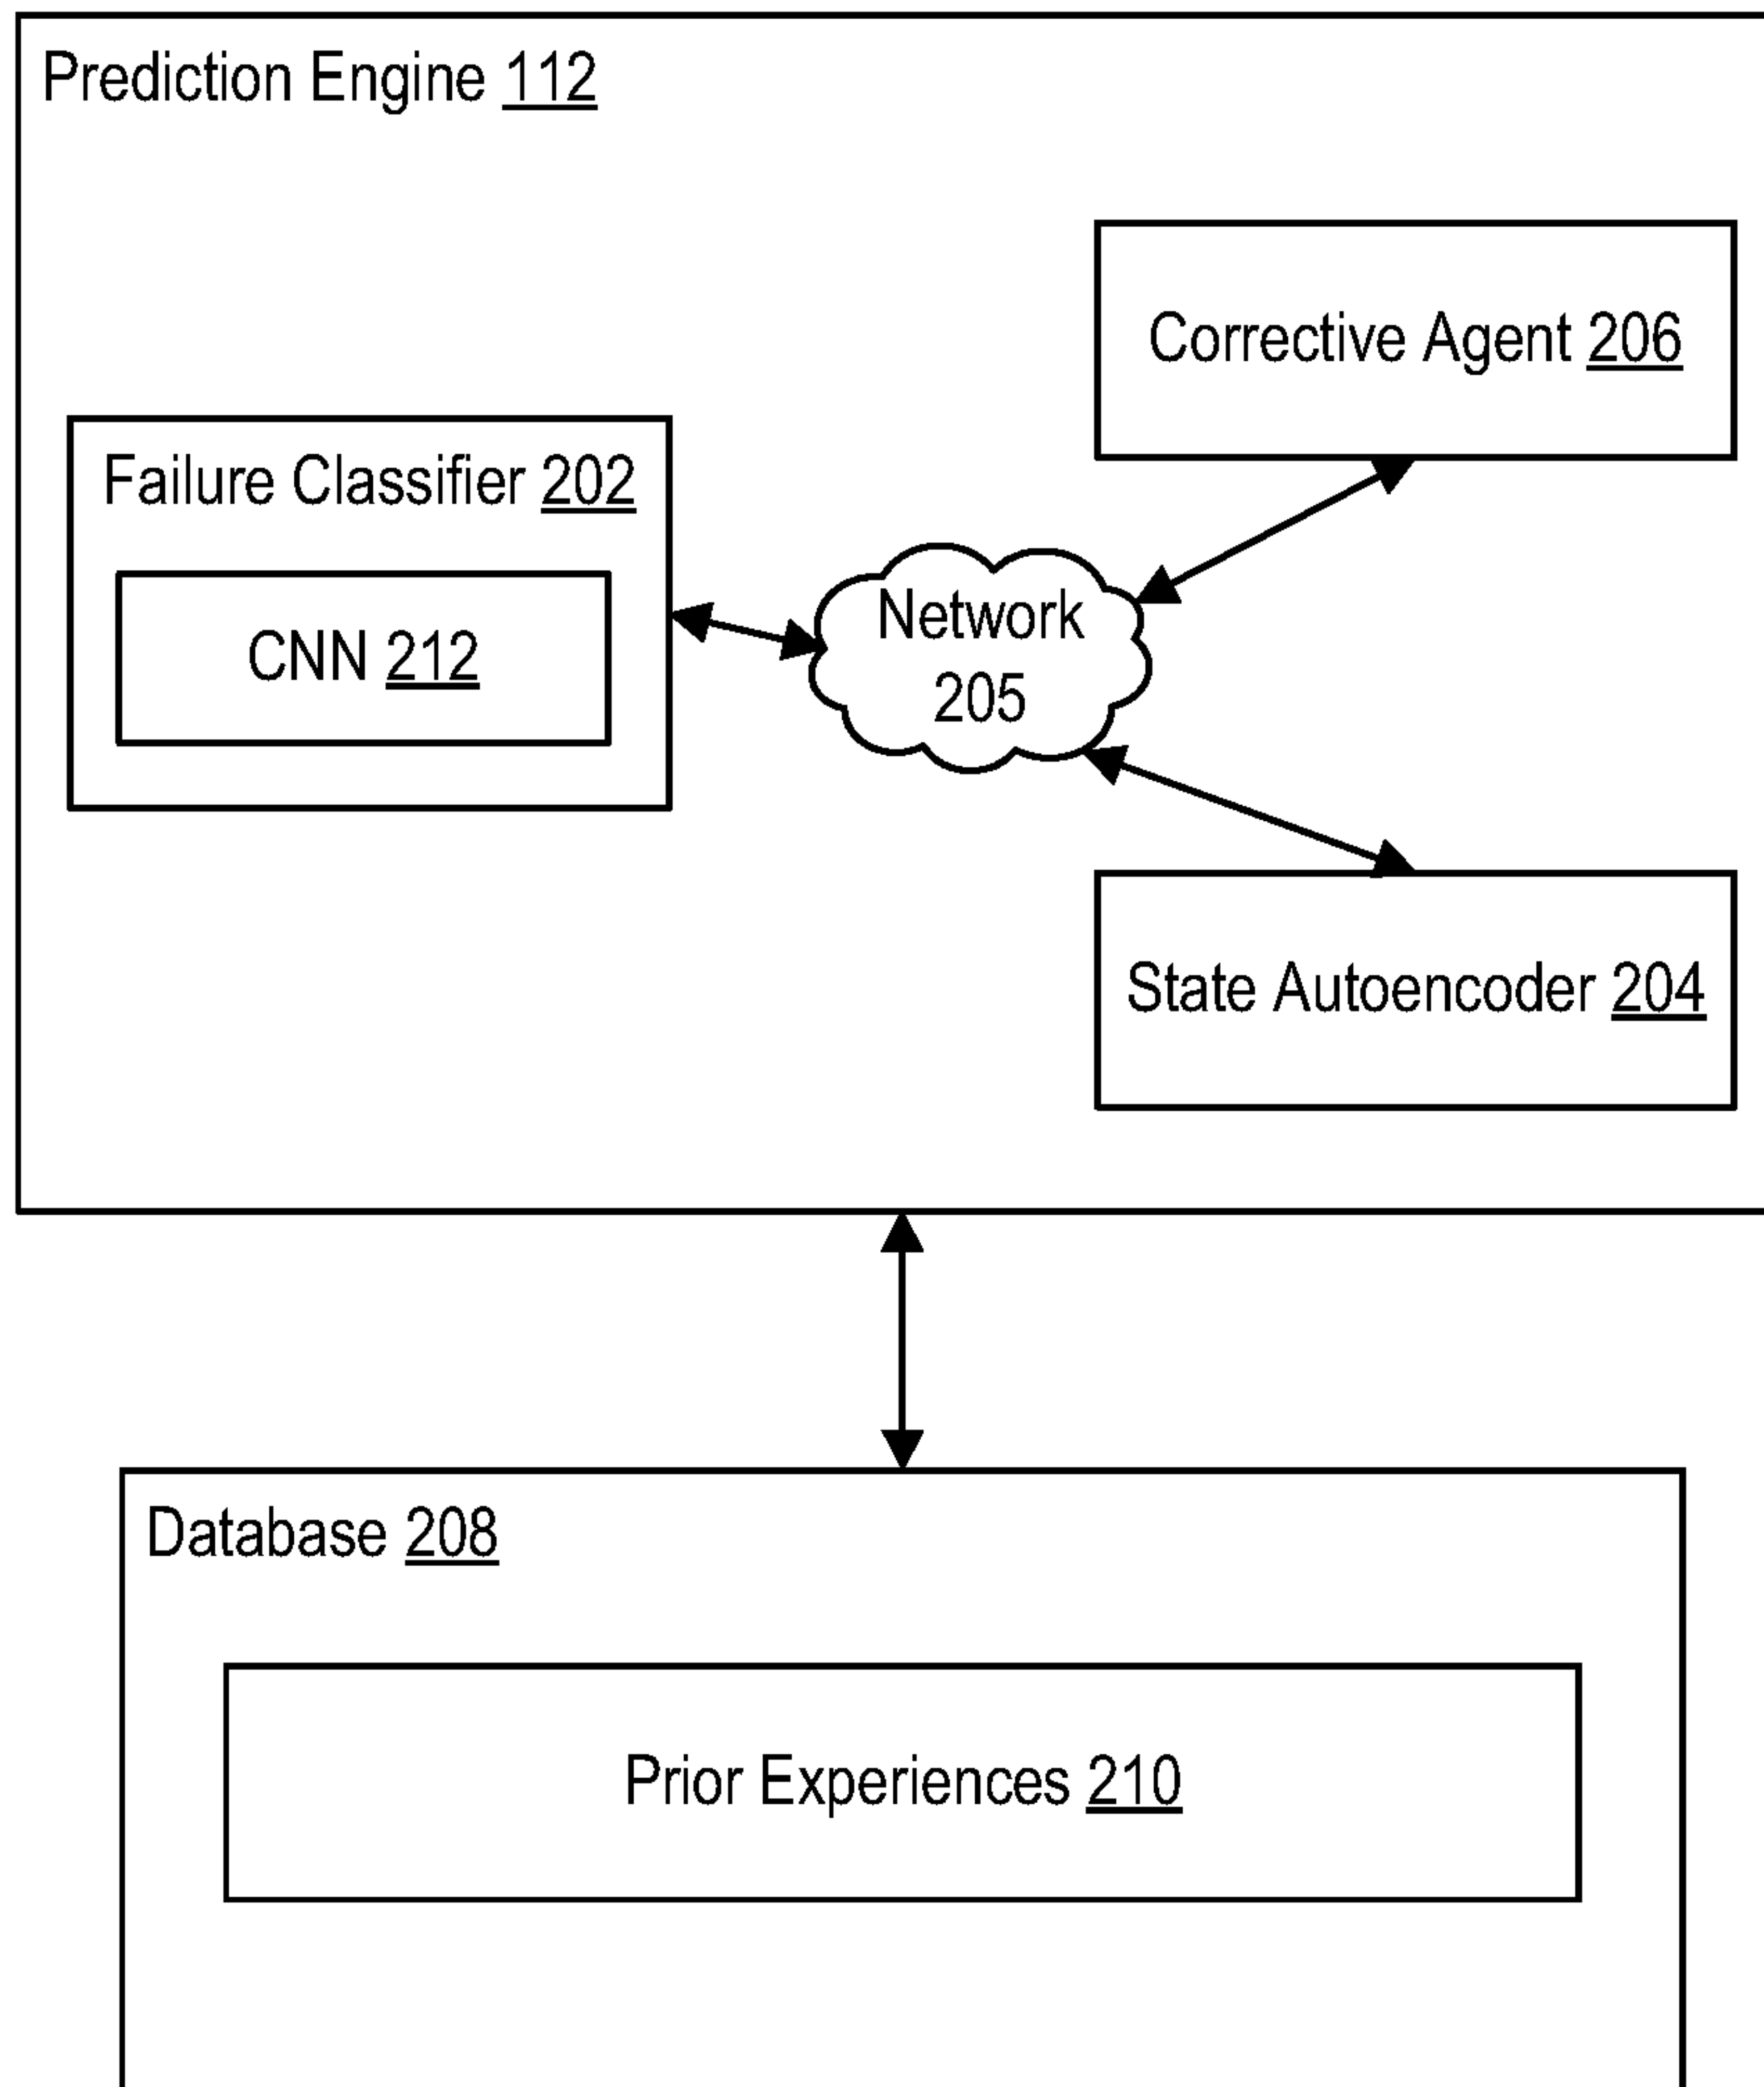 Prediction Engine 112
Corrective Agent 206
Failure Classifier 202
CNN 212
Network
205
State Autoencoder 204
Database 208
Prior Experiences 210